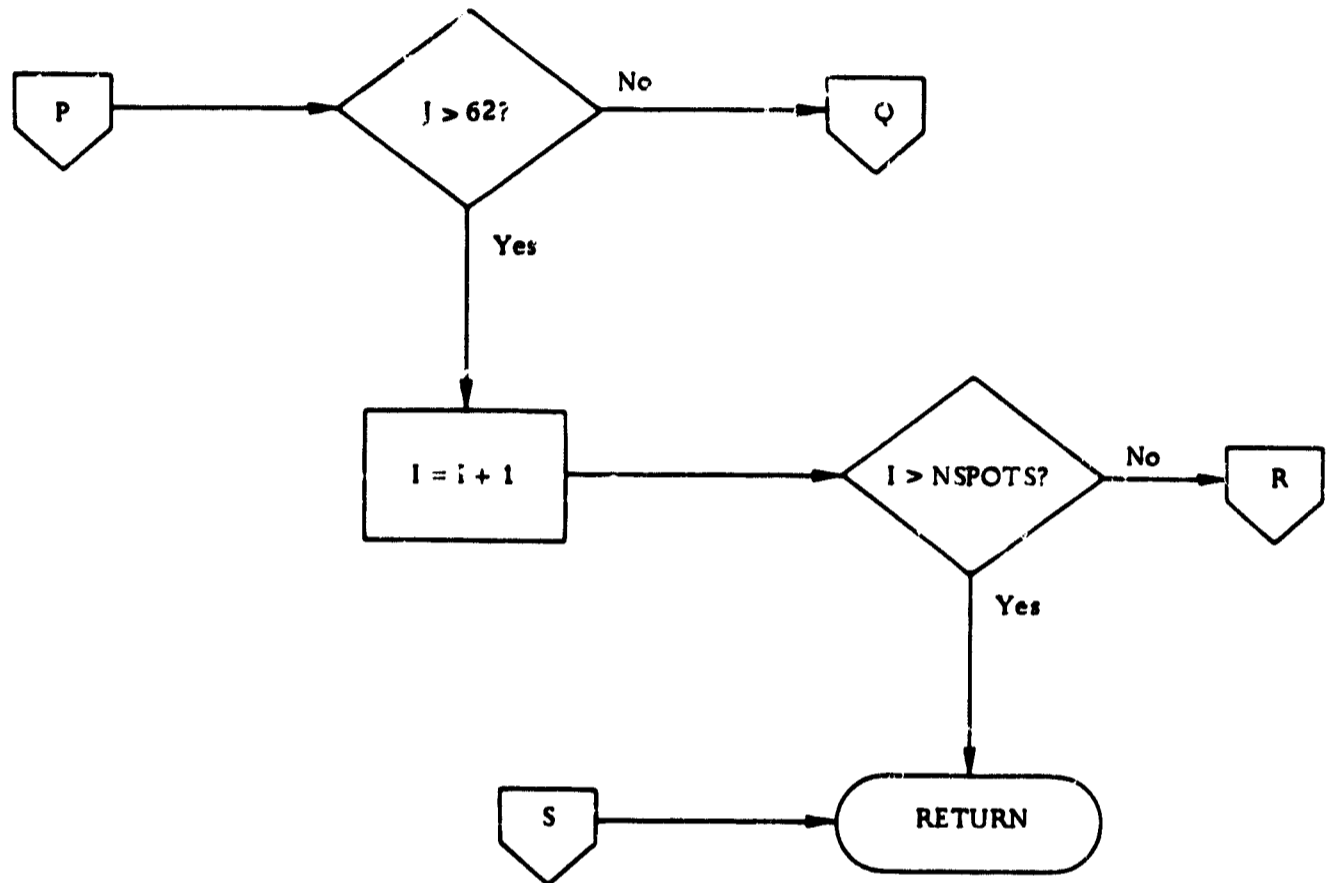 P
J > 62?
No
Q
Yes
I = i + 1
I > NSPOTS?
No
R
Yes
S
RETURN